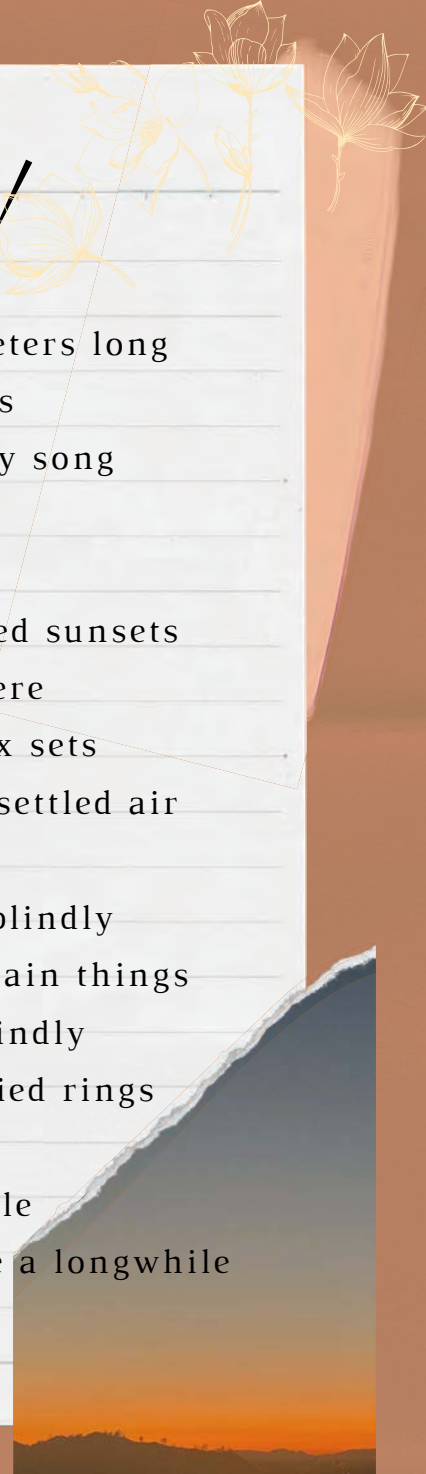 eters long
s
y song
ed sunsets
ere
x sets
settled air
blindly
ain things
indly
ied rings
le
e a longwhile